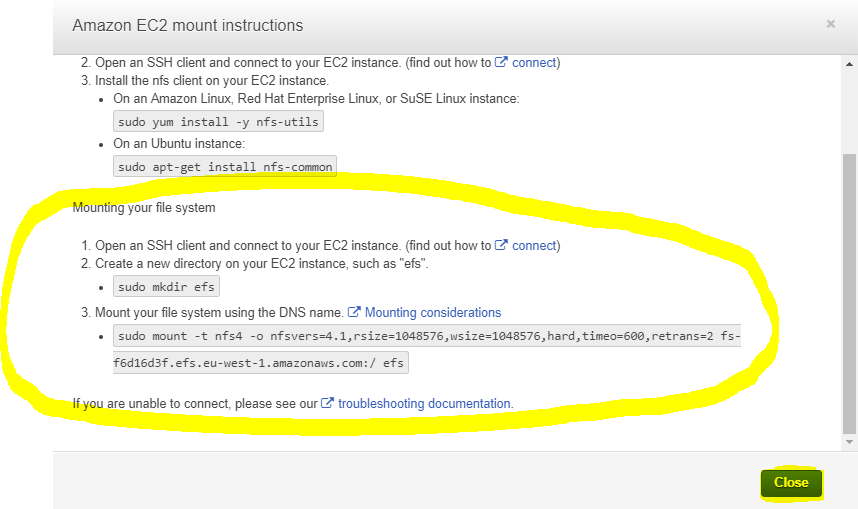 Amazon EC2 mount instructions
×
2. Open an SSH client and connect to your EC2 instance. (find out how to connect)
3. Install the nfs client on your EC2 instance.
• On an Amazon Linux, Red Hat Enterprise Linux, or SuSE Linux instance:
sudo yum install -y nfs-utils
• On an Ubuntu instance:
sudo apt-get install nfs-common
Mounting your file system
1. Open an SSH client and connect to your EC2 instance. (find out how to connect)
2. Create a new directory on your EC2 instance, such as "efs".
• sudo mkdir efs
3. Mount your file system using the DNS name. Mounting considerations
• sudo mount -t nfs4 -o nfsvers=4.1,rsize=1048576,wsize=1048576,hard,timeo=600,retrans=2 fs-
f6d16d3f.efs.eu-west-1.amazonaws.com:/ efs
If you are unable to connect, please see our troubleshooting documentation.
Close